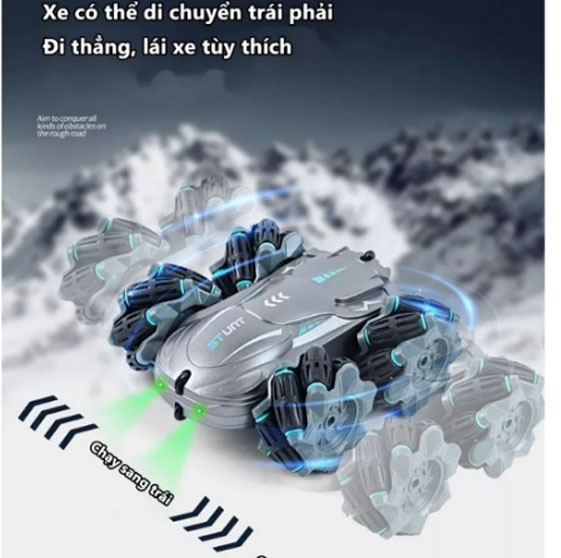 Xe có thể di chuyển trái phải
Đi thẳng, lái xe tùy thích
Aim to conquer all
kinds of obstacles on
the rough road
STUNT
Chạy sang trái